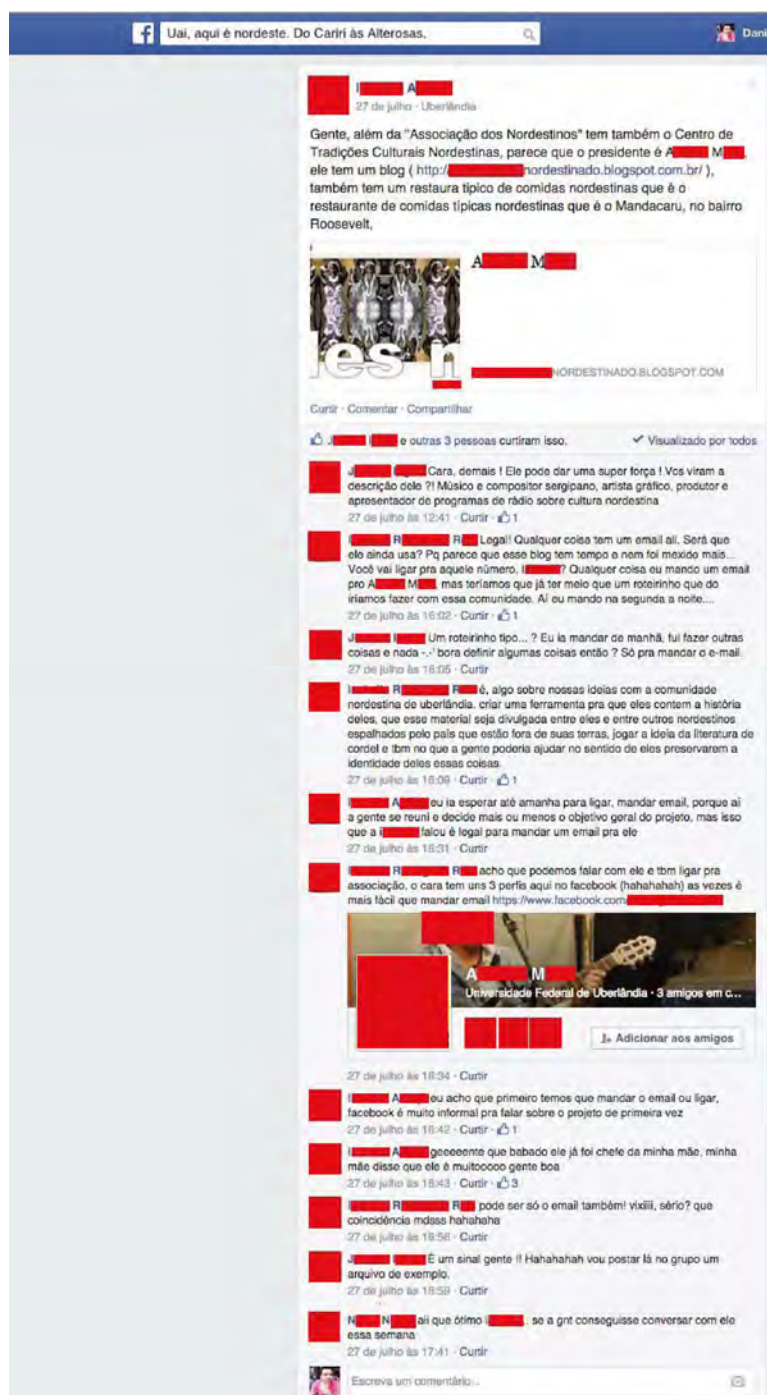 Uai, aqui é nordeste. Do Cariri às Alterosas.
Dani
I A
27 de julho · Uberlândia
Gente, além da "Associação dos Nordestinos" tem também o Centro de
Tradições Culturais Nordestinas, parece que o presidente é A M,
ele tem um blog ( http://nordestinado.blogspot.com.br/ ),
também tem um restaura tipico de comidas nordestinas que é o
restaurante de comidas típicas nordestinas que é o Mandacaru, no bairro
Roosevelt,
A M
les n
NORDESTINADO.BLOGSPOT.COM
Curtir · Comentar · Compartilhar
J e outras 3 pessoas curtiram isso.
✓ Visualizado por todos
J Cara, demais ! Ele pode dar uma super força ! Vcs viram a
descrição dele ?! Músico e compositor sergipano, artista gráfico, produtor e
apresentador de programas de rádio sobre cultura nordestina
27 de julho às 12:41 · Curtir · 1
R R Legal! Qualquer coisa tem um email ali. Será que
ele ainda usa? Pq parece que esse blog tem tempo e nem foi mexido mais...
Você vai ligar pra aquele número, I? Qualquer coisa eu mando um email
pro A M, mas teríamos que já ter meio que um roteirinho que do
iriamos fazer com essa comunidade. Aí eu mando na segunda a noite....
27 de julho às 16:02 · Curtir · 1
J Um roteirinho tipo... ? Eu ia mandar de manhã, fui fazer outras
coisas e nada -.-' bora definir algumas coisas então ? Só pra mandar o e-mail.
27 de julho às 16:05 · Curtir
R R é, algo sobre nossas ideias com a comunidade
nordestina de uberlândia. criar uma ferramenta pra que eles contem a história
deles, que esse material seja divulgada entre eles e entre outros nordestinos
espalhados pelo país que estão fora de suas terras, jogar a ideia da literatura de
cordel e tbm no que a gente poderia ajudar no sentido de eles preservarem a
identidade deles essas coisas.
27 de julho às 16:09 · Curtir · 1
I A eu ia esperar até amanha para ligar, mandar email, porque aí
a gente se reuni e decide mais ou menos o objetivo geral do projeto, mas isso
que a i falou é legal para mandar um email pra ele
27 de julho às 16:31 · Curtir
I R R acho que podemos falar com ele e tbm ligar pra
associação. o cara tem uns 3 perfis aqui no facebook (hahahahah) as vezes é
mais fácil que mandar email https://www.facebook.com/
A M
Universidade Federal de Uberlândia · 3 amigos em c...
Adicionar aos amigos
27 de julho às 16:34 · Curtir
I A eu acho que primeiro temos que mandar o email ou ligar,
facebook é muito informal pra falar sobre o projeto de primeira vez
27 de julho às 16:42 · Curtir · 1
I A geeeeente que babado ele já foi chefe da minha mãe, minha
mãe disse que ele é muitooooo gente boa
27 de julho às 16:43 · Curtir · 3
I R R pode ser só o email também! vixiiii, sério? que
coincidência mdsss hahahaha
27 de julho às 16:56 · Curtir
J É um sinal gente !! Hahahahah vou postar lá no grupo um
arquivo de exemplo.
27 de julho às 16:59 · Curtir
N N aii que ótimo .. se a gnt conseguisse conversar com ele
essa semana
27 de julho às 17:41 · Curtir
Escreva um comentário...